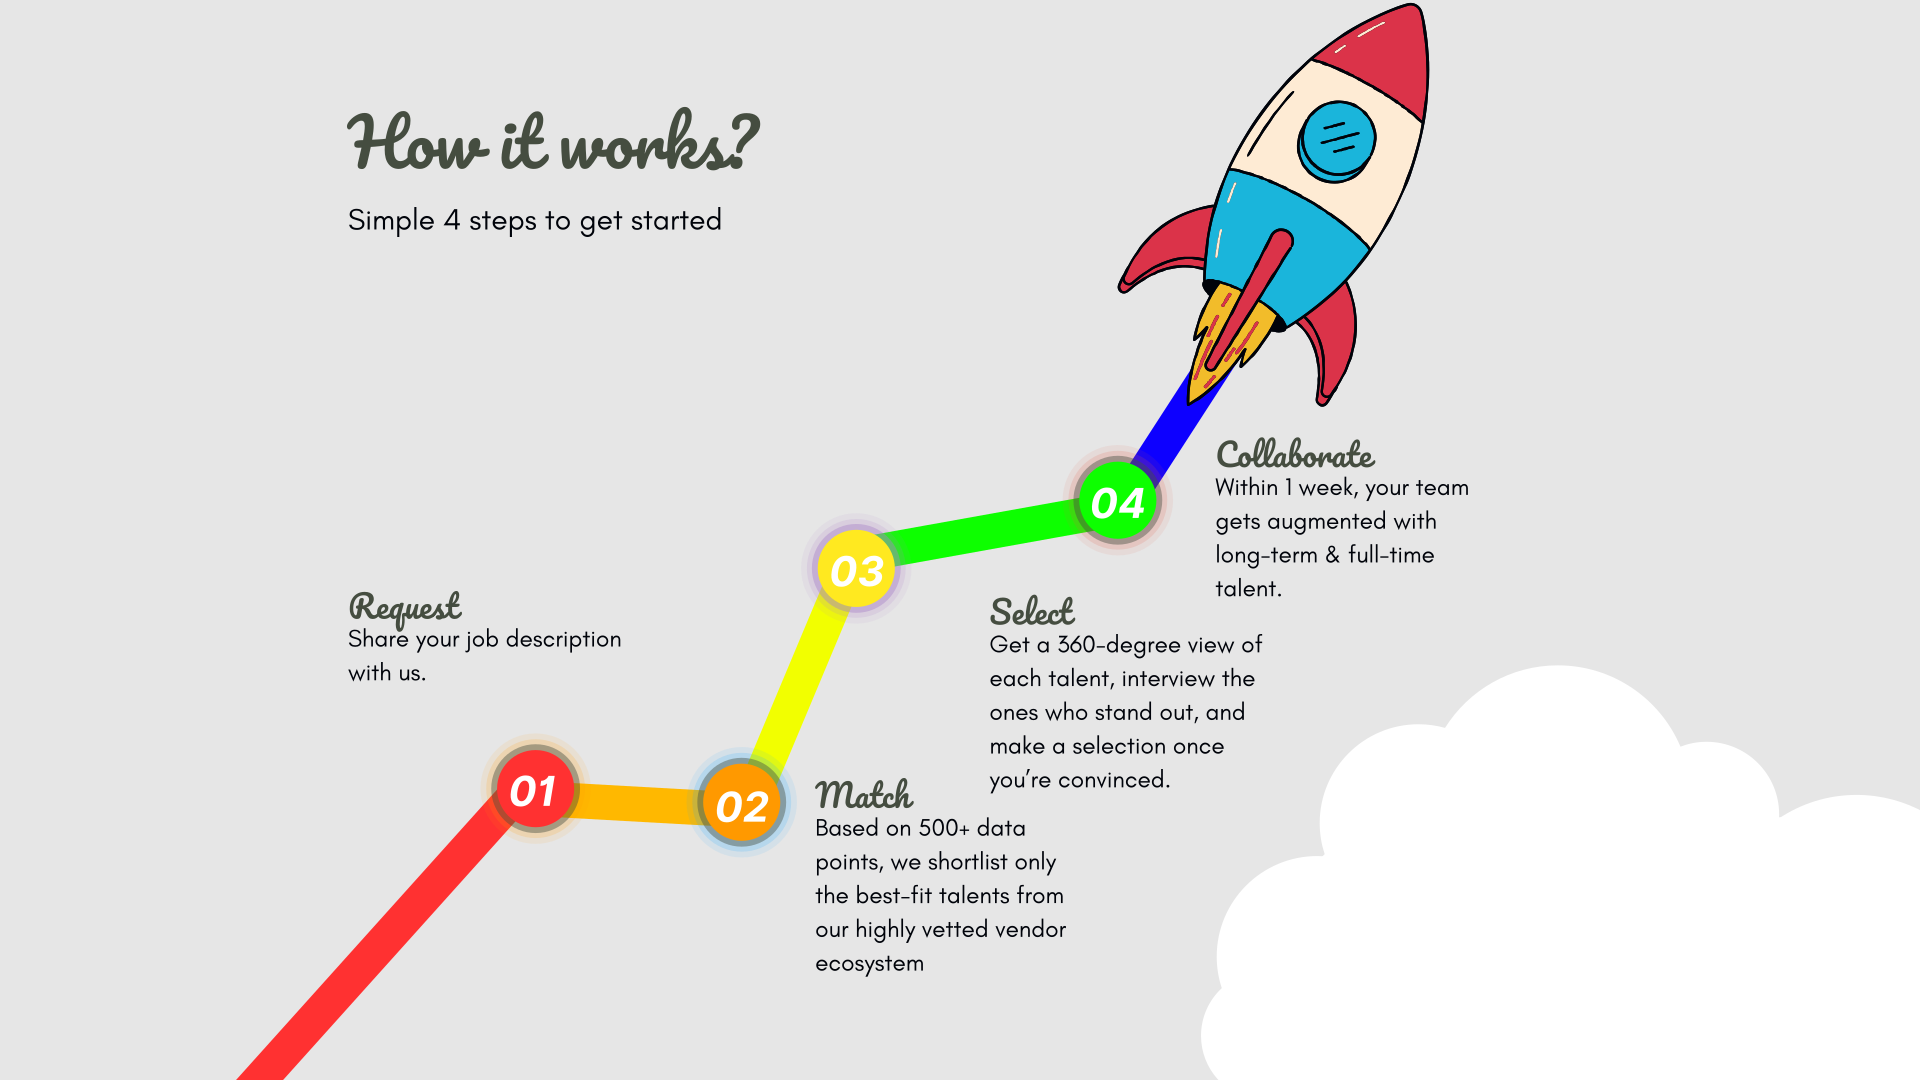 How it works?
Simple 4 steps to get started
01
Request
Share your job description
with us.
02
Match
Based on 500+ data
points, we shortlist only
the best-fit talents from
our highly vetted vendor
ecosystem
03
Select
Get a 360-degree view of
each talent, interview the
ones who stand out, and
make a selection once
you're convinced.
04
Collaborate
Within 1 week, your team
gets augmented with
long-term & full-time
talent.